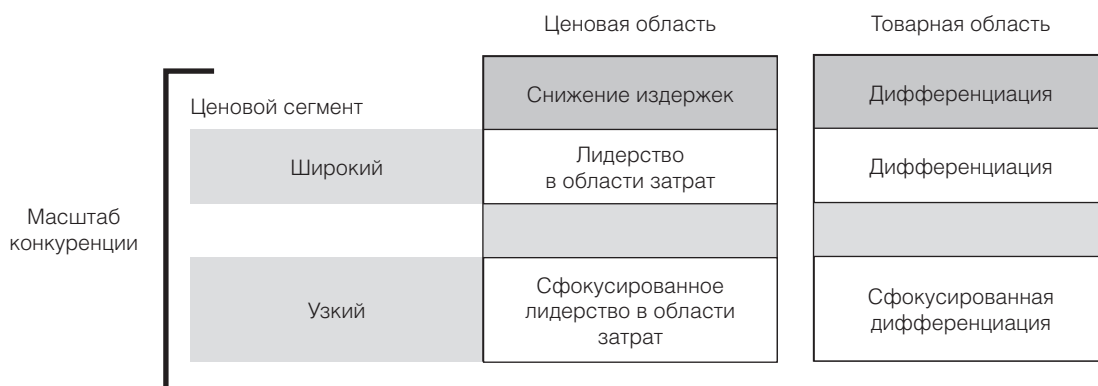 Ценовая область
Товарная область
Снижение издержек
Дифференциация
Ценовой сегмент
Широкий
Лидерство
в области затрат
Дифференциация
Масштаб
конкуренции
Узкий
Сфокусированное
лидерство в области
затрат
Сфокусированная
дифференциация